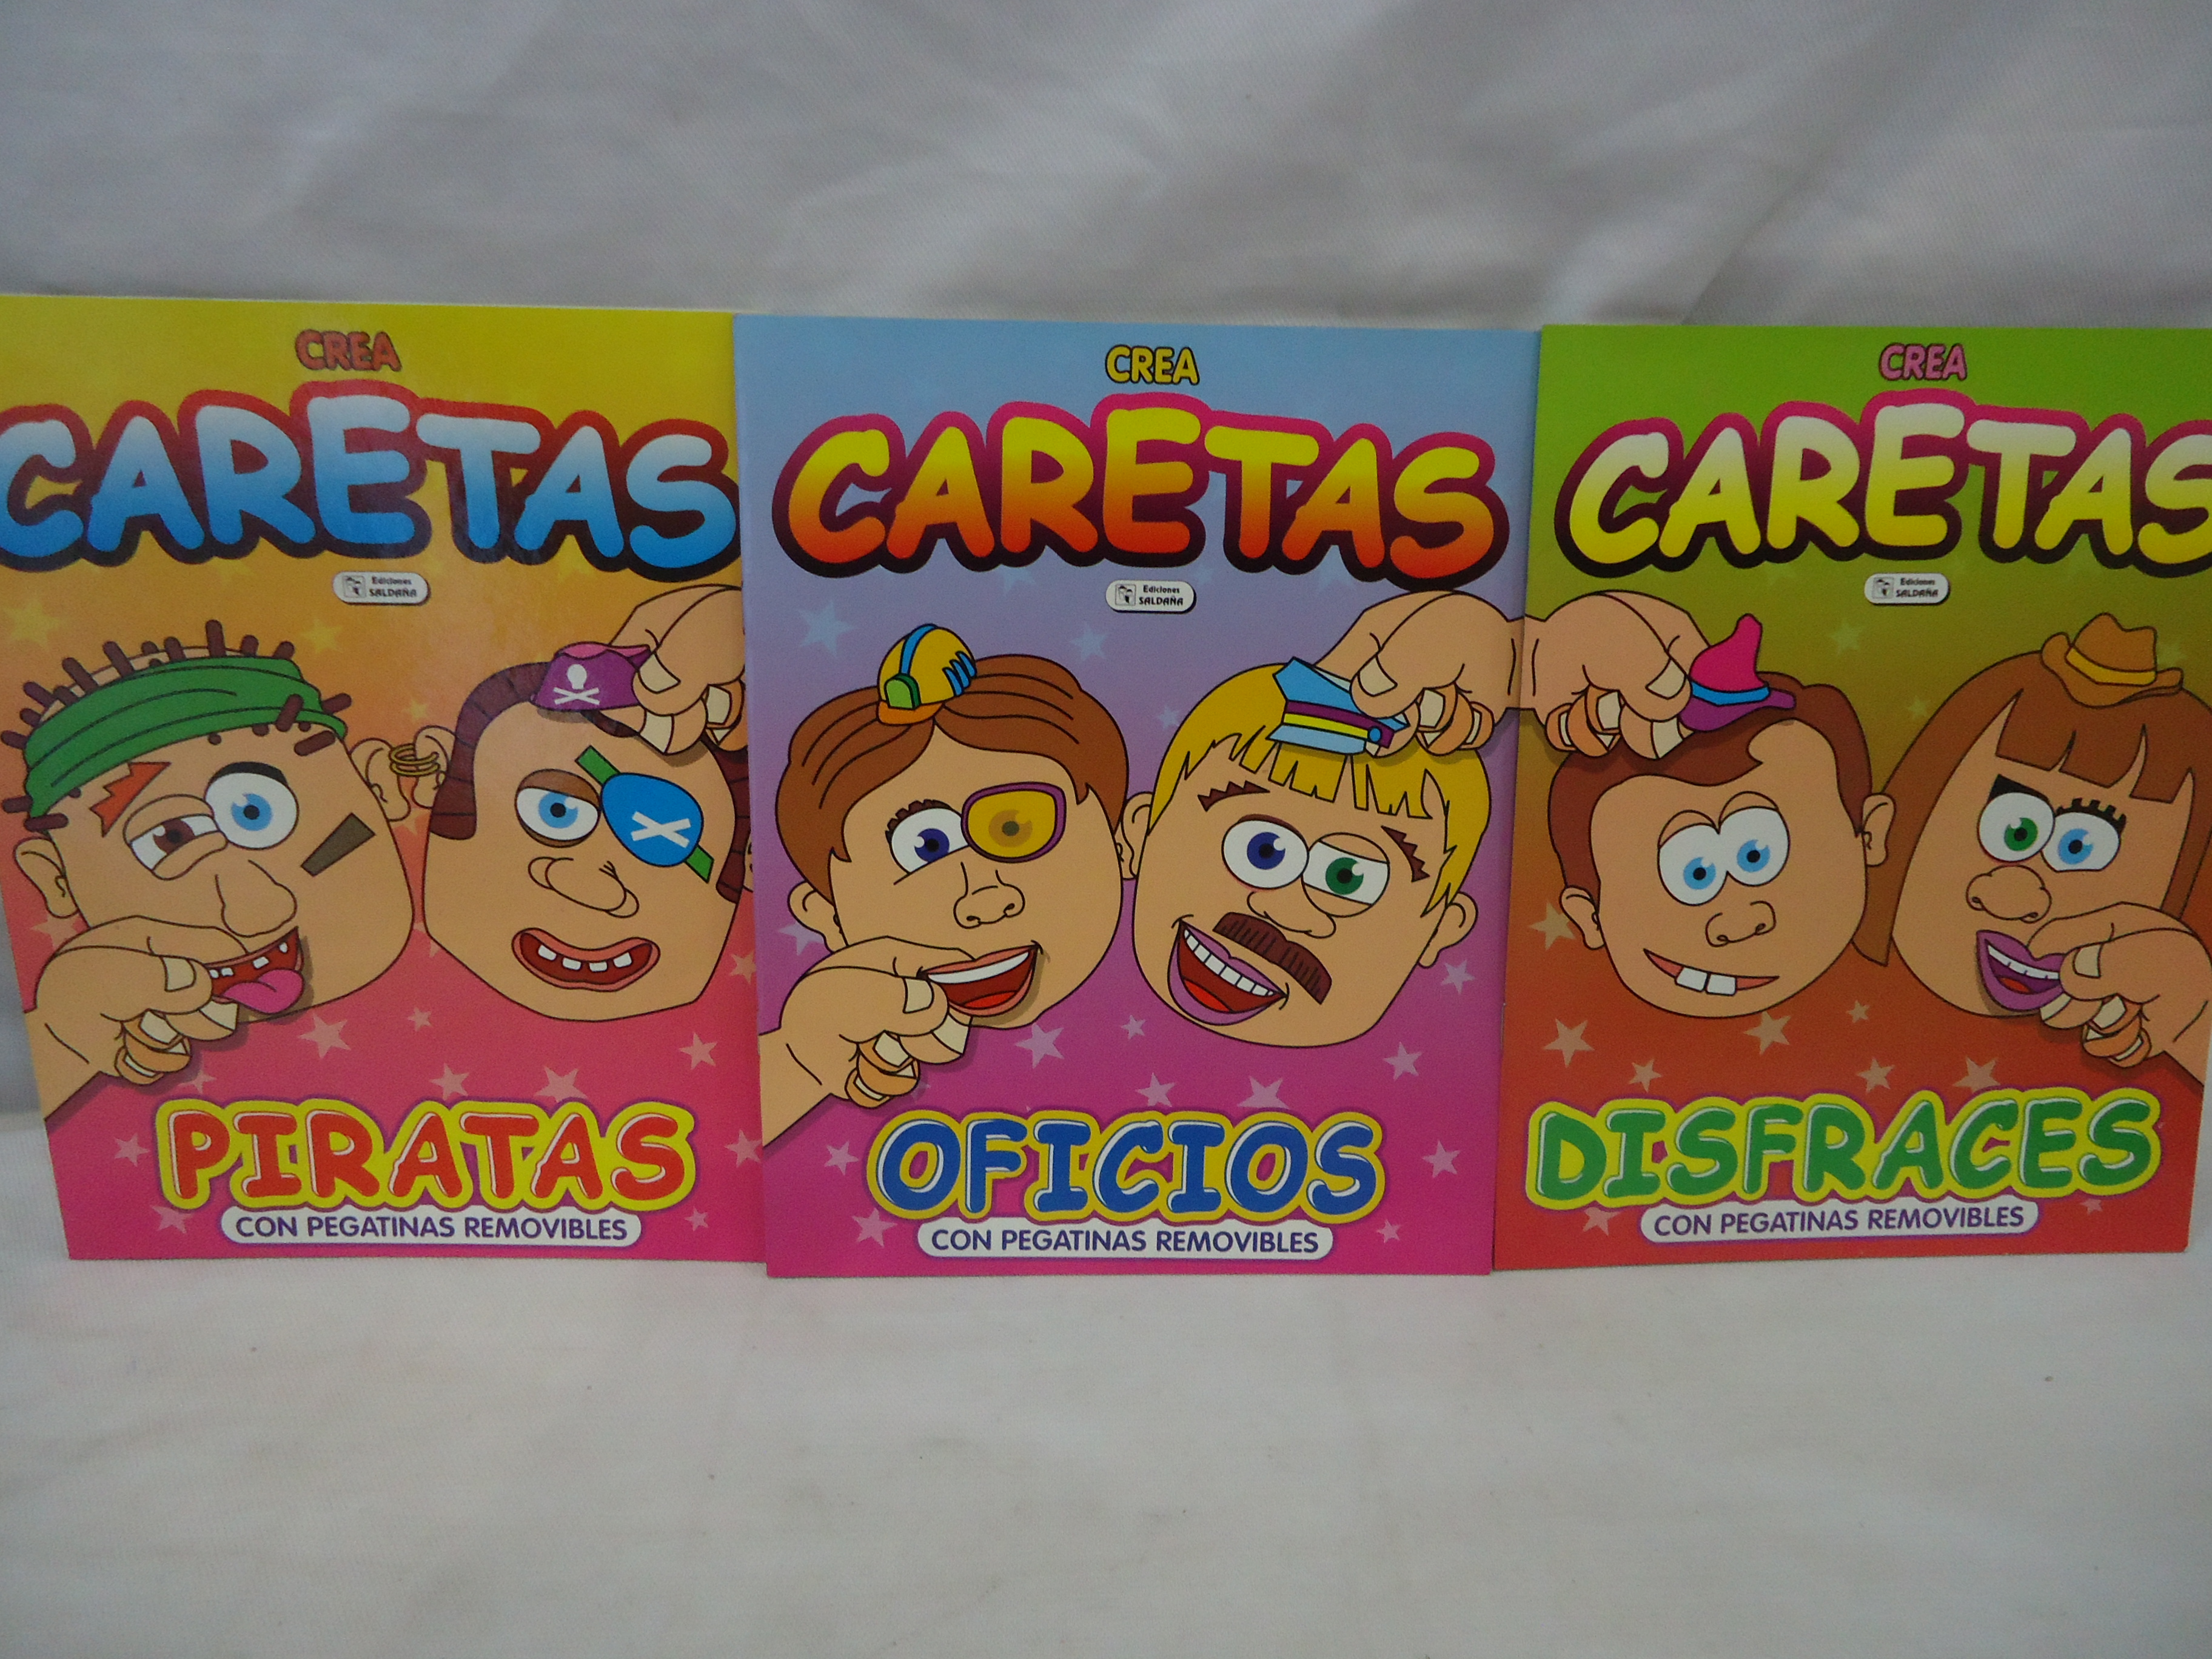 CREA
CARETAS
Ediciones
SALDAÑA
PIRATAS
CON PEGATINAS REMOVIBLES
CREA
CARETAS
Ediciones
SALDAÑA
OFICIOS
CON PEGATINAS REMOVIBLES
CREA
CARETAS
Ediciones
SALDAÑA
DISFRACES
CON PEGATINAS REMOVIBLES